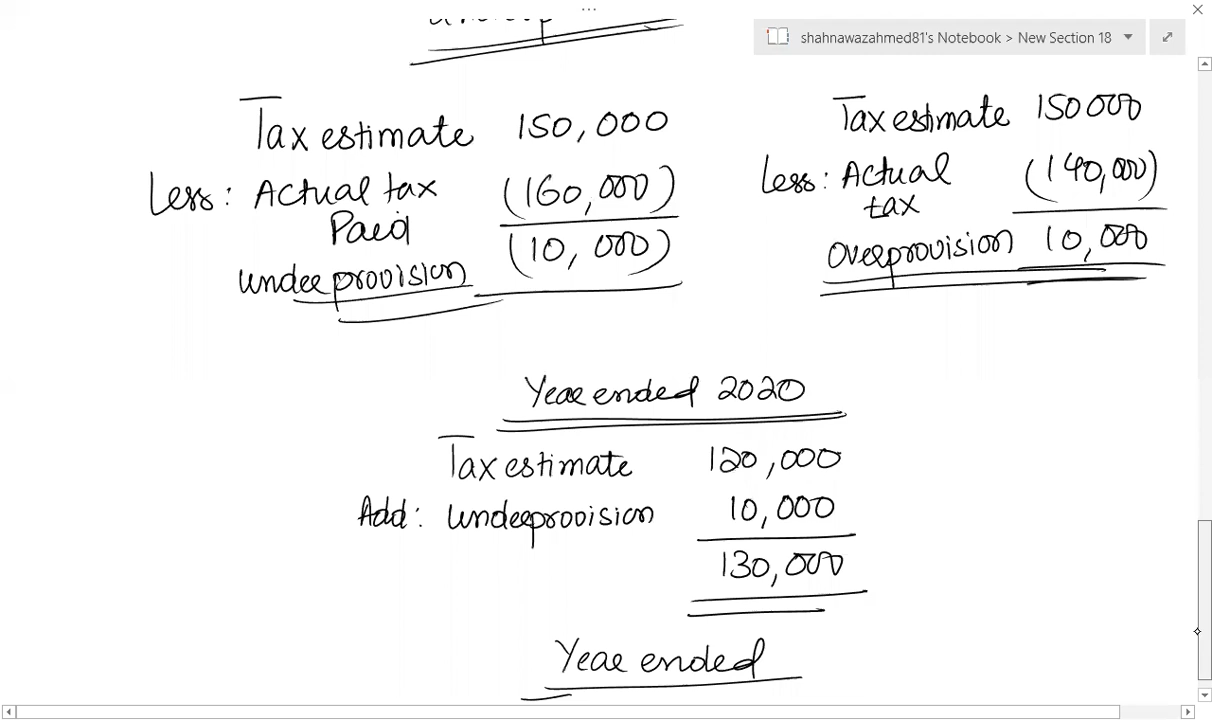 shahnawazahmed81's Notebook > New Section 18
Tax estimate 150,000
Less: Actual tax (160,000)
Paid
(10,000)
underprovision
Tax estimate 150000
Less: Actual (140,000)
tax
Overprovision 10,000
Year ended 2020
Tax estimate 120,000
Add: underprovision 10,000
130,000
Year ended